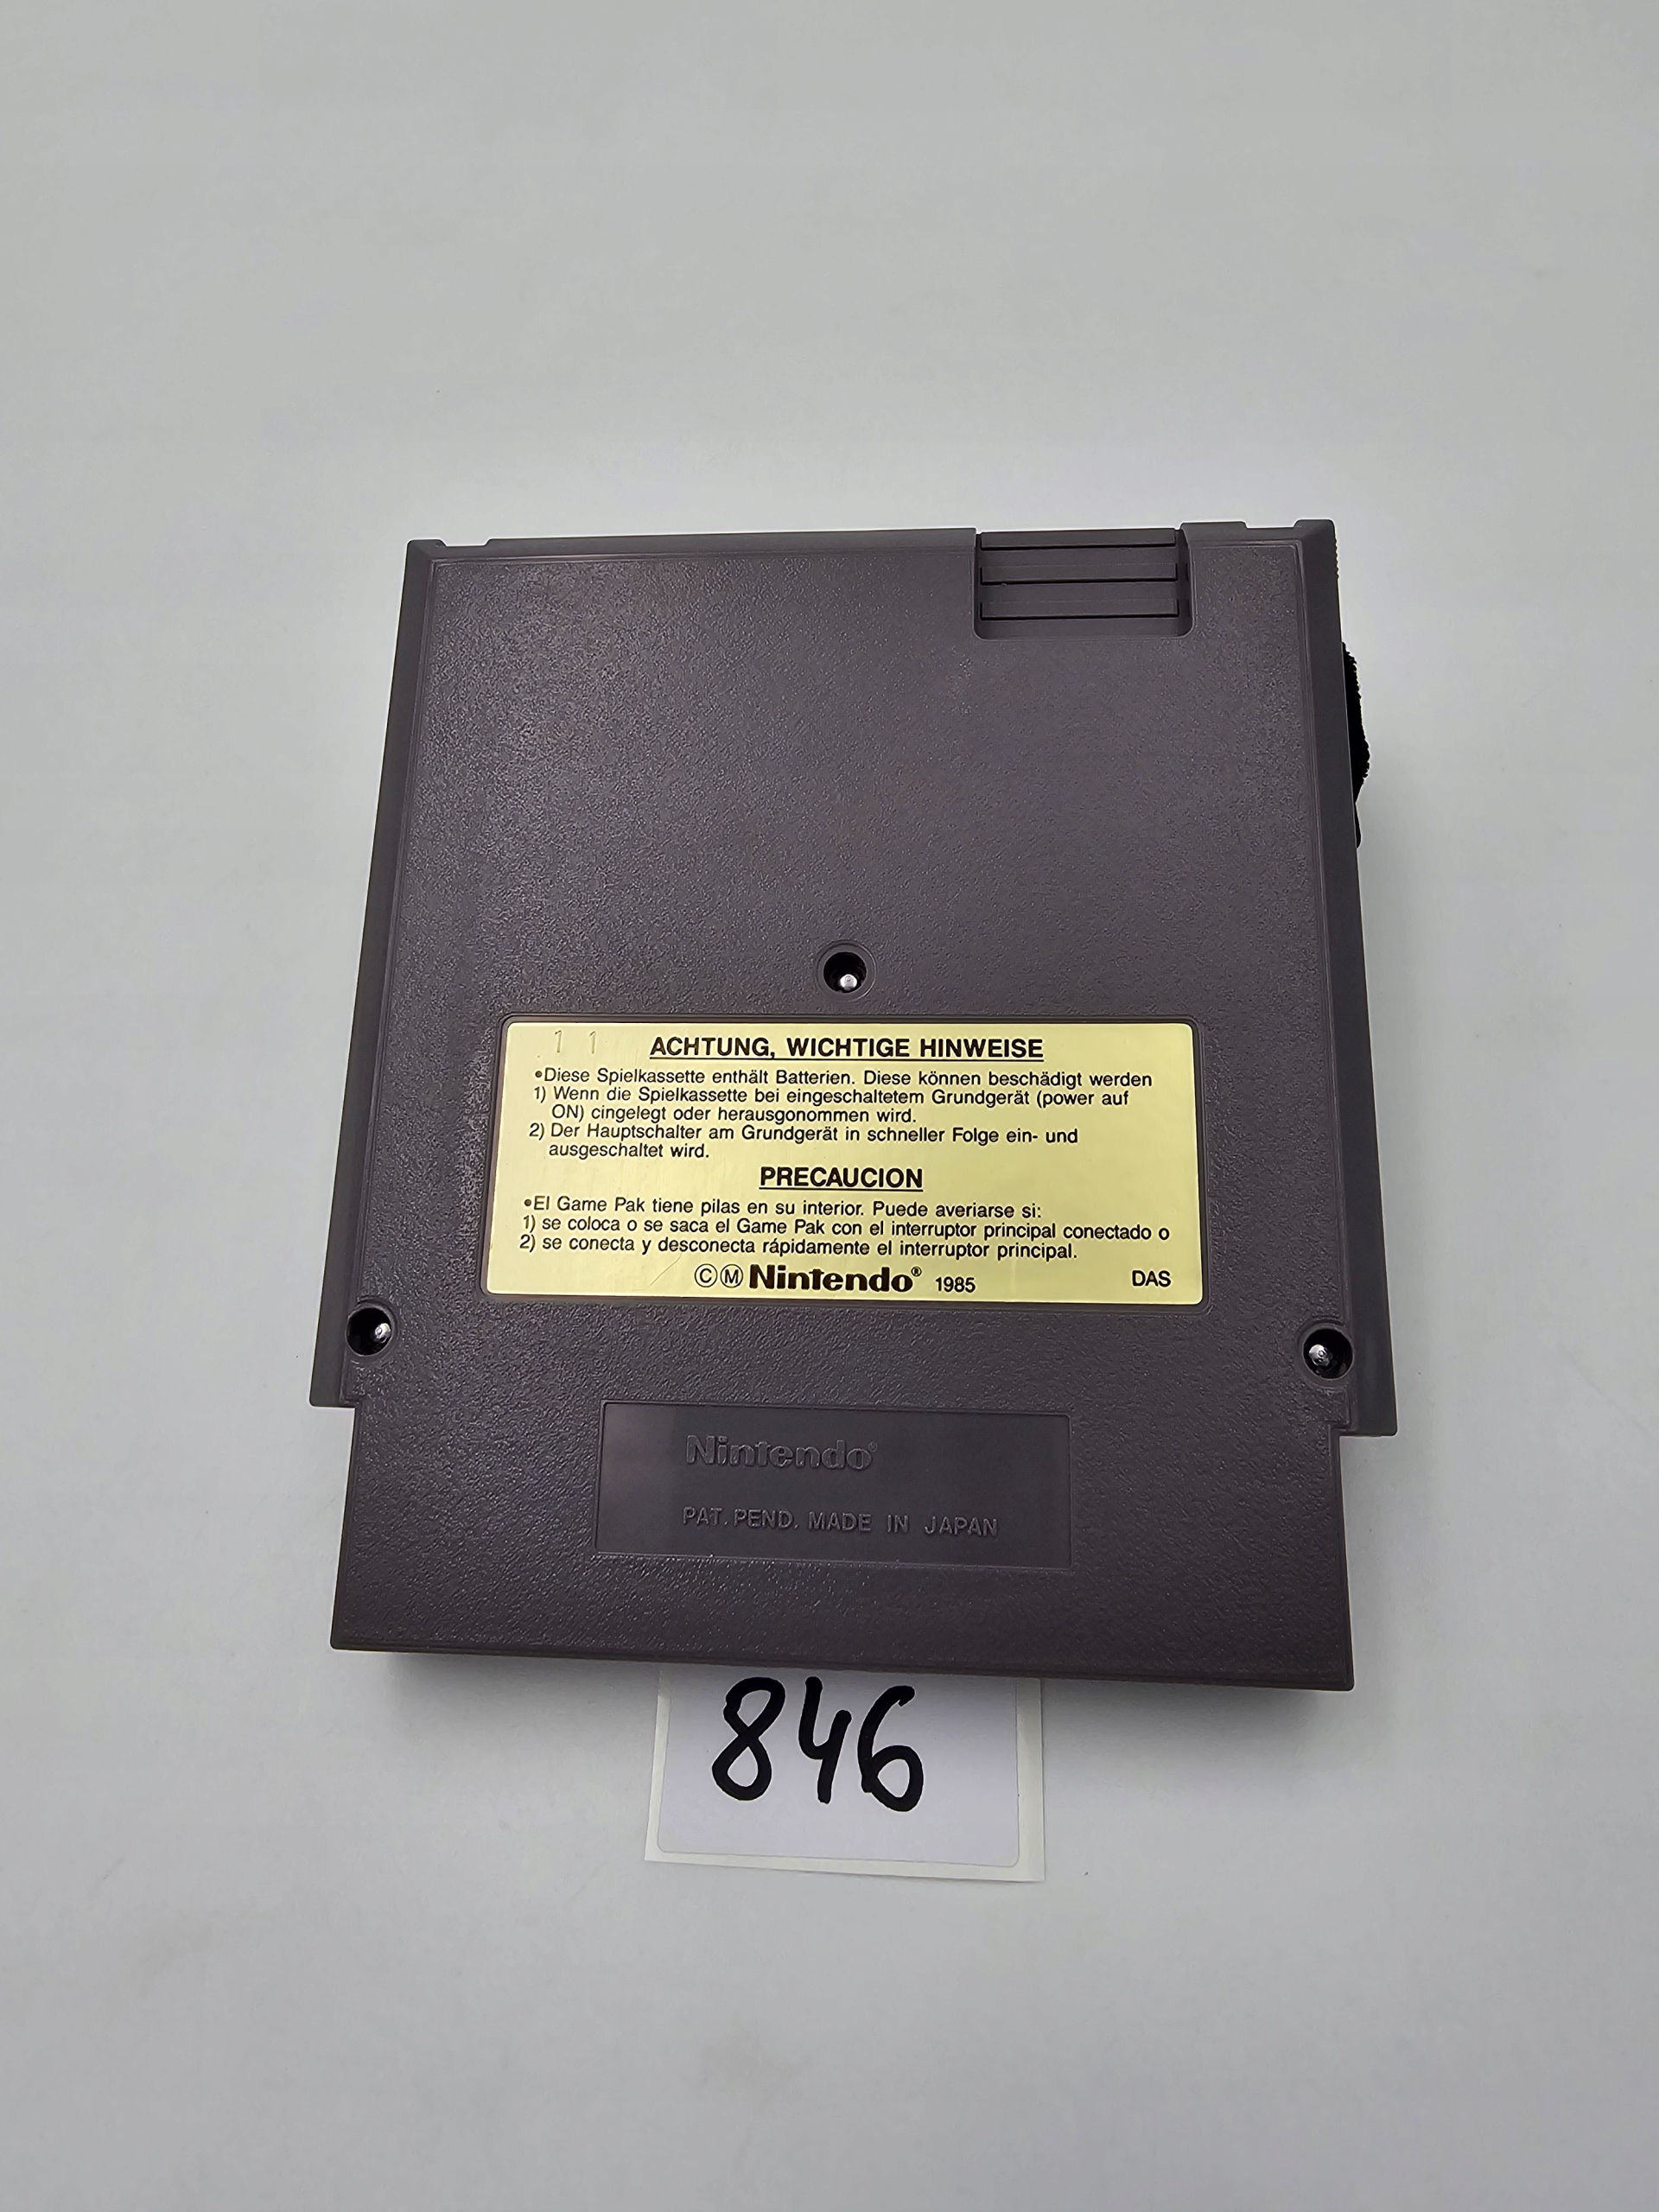 1 1
ACHTUNG, WICHTIGE HINWEISE
•Diese Spielkassette enthält Batterien. Diese können beschädigt werden
1) Wenn die Spielkassette bei eingeschaltetem Grundgerät (power auf
ON) cingelegt oder herausgonommen wird.
2) Der Hauptschalter am Grundgerät in schneller Folge ein- und
ausgeschaltet wird.
PRECAUCION
•El Game Pak tiene pilas en su interior. Puede averiarse si:
1) se coloca o se saca el Game Pak con el interruptor principal conectado o
2) se conecta y desconecta rápidamente el interruptor principal.
ⒸⓂ Nintendo® 1985 DAS
Nintendo®
PAT. PEND. MADE IN JAPAN
846